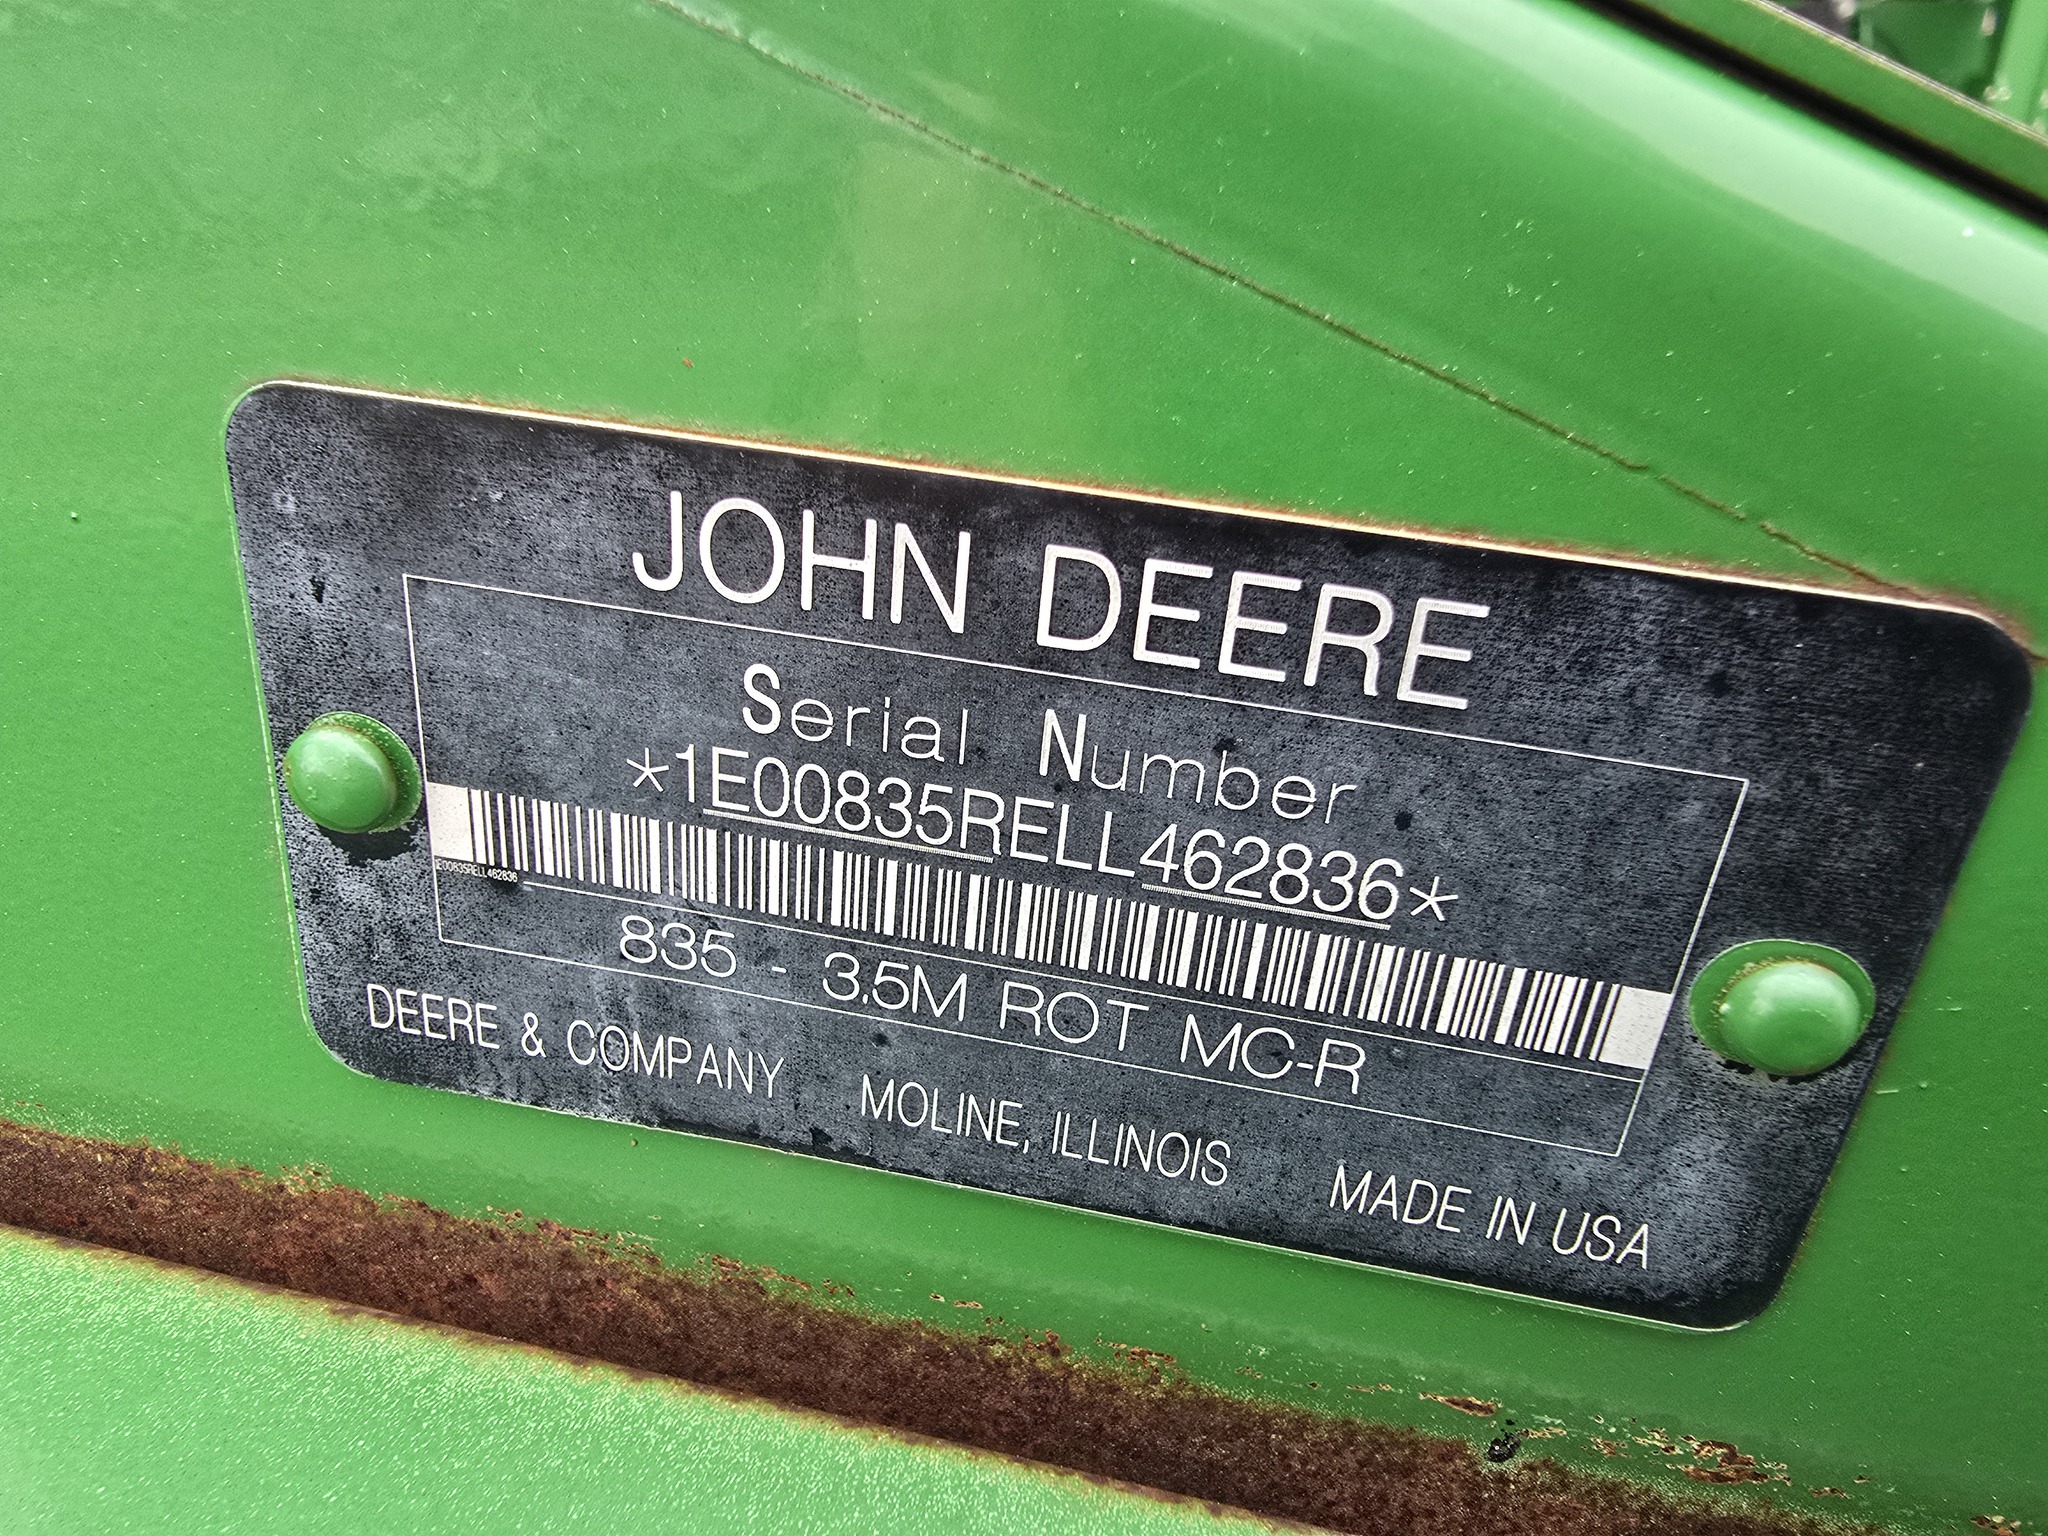 JOHN DEERE
Serial Number
*1E00835RELL462836*
1E00835RELL462836
835 - 3.5M ROT MC-R
DEERE & COMPANY MOLINE, ILLINOIS MADE IN USA